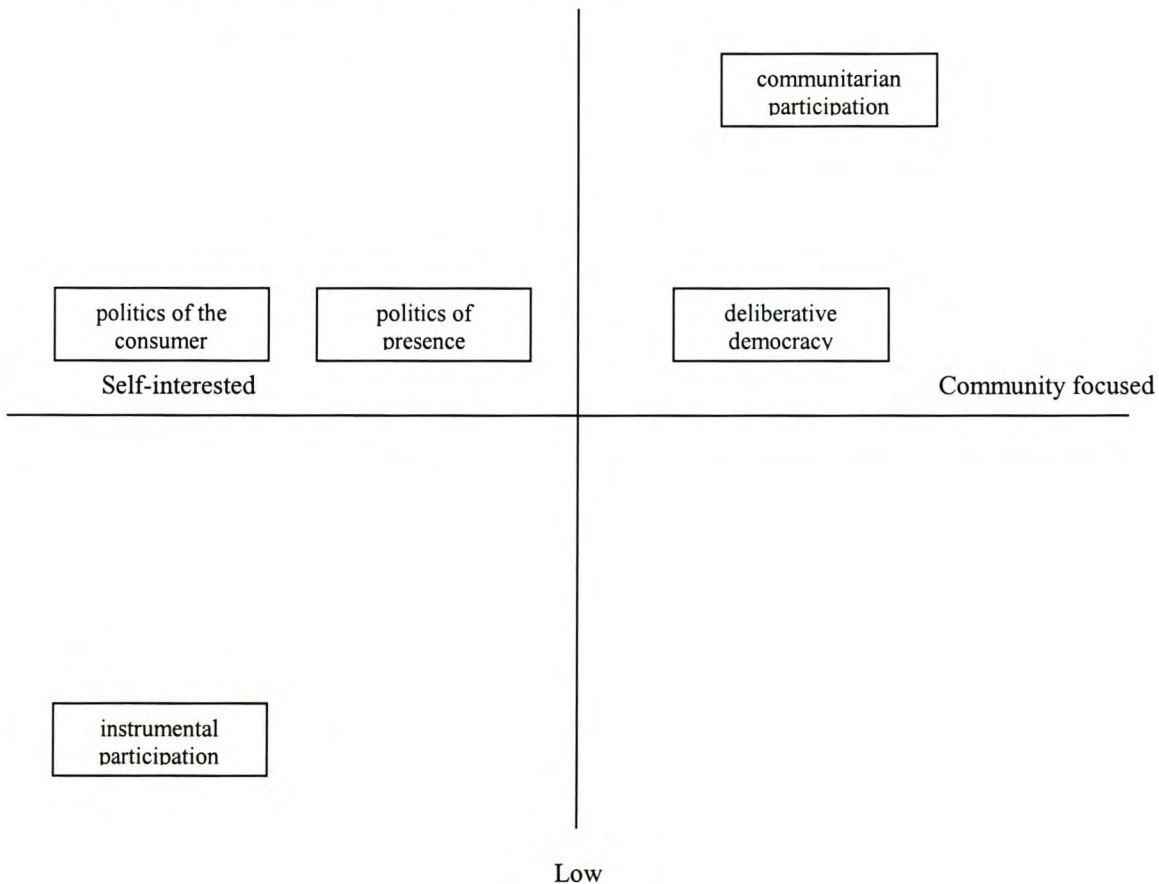 communitarian
participation
politics of the
consumer
politics of
presence
deliberative
democracy
Self-interested
Community focused
instrumental
participation
Low